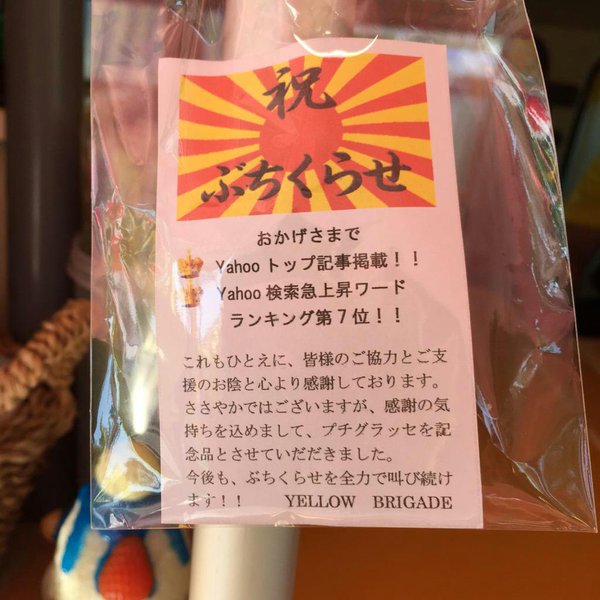 祝
ぶちくらせ
おかげさまで
Yahooトップ記事掲載！！
Yahoo検索急上昇ワード
ランキング第７位！！
これもひとえに、皆様のご協力とご支
援のお陰と心より感謝しております。
ささやかではございますが、感謝の気
持ちを込めまして、プチグラッセを記
念品とさせていだだきました。
今後も、ぶちくらせを全力で叫び続け
ます！！ YELLOW BRIGADE